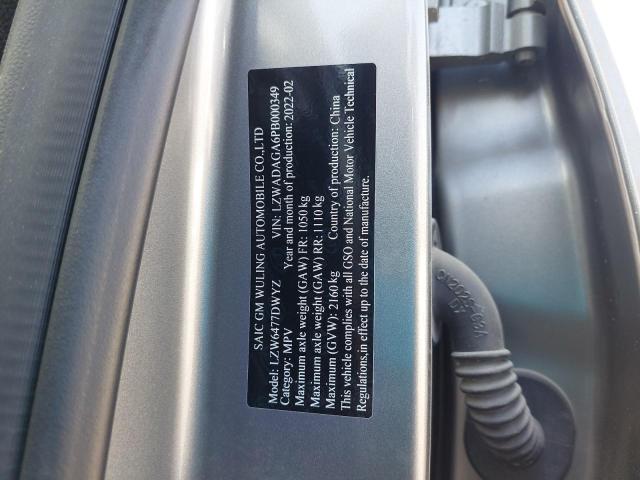 SAIC GM WULING AUTOMOBILE CO.,LTD
Model: LZW6477DWYZ VIN: LZWADAGA6PB000349
Category: MPV Year and month of production: 2022-02
Maximum axle weight (GAW) FR: 1050 kg
Maximum axle weight (GAW) RR: 1110 kg
Maximum (GVW): 2160 kg Country of production: China
This vehicle complies with all GSO and National Motor Vehicle Technical
Regulations,in effect up to the date of manufacture.